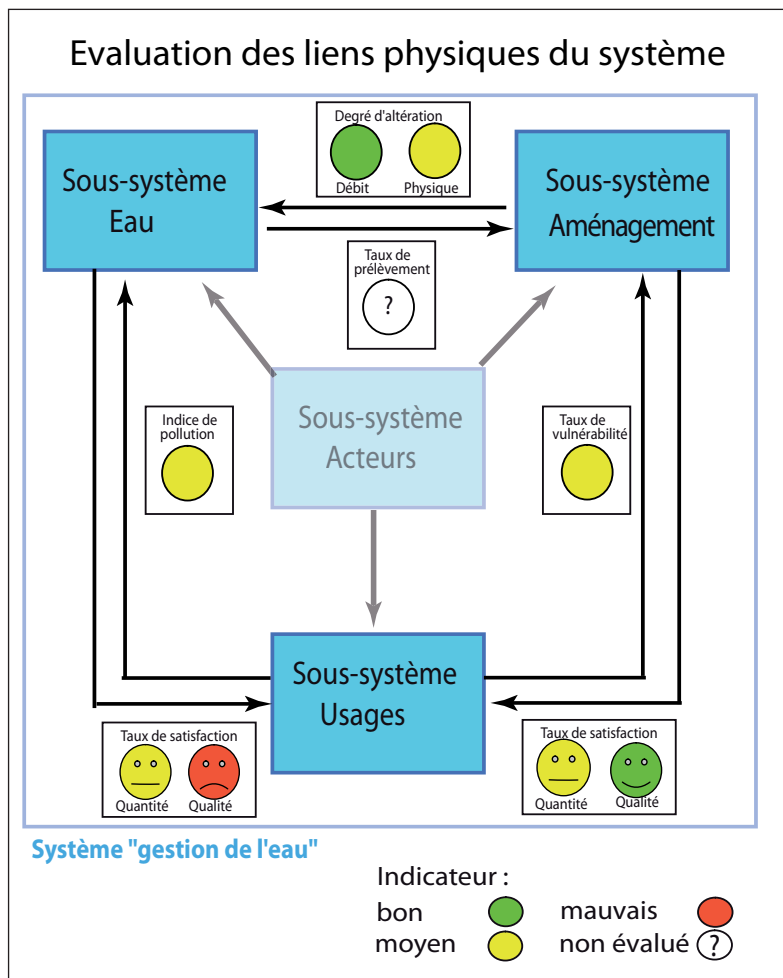 Evaluation des liens physiques du système
Degré d'altération
Débit
Physique
Sous-système
Eau
Sous-système
Aménagement
Taux de
prélèvement
?
Sous-système
Acteurs
Indice de
pollution
Taux de
vulnérabilité
Sous-système
Usages
Taux de satisfaction
Quantité
Qualité
Taux de satisfaction
Quantité
Qualité
Système "gestion de l'eau"
Indicateur :
bon
mauvais
moyen
non évalué ?